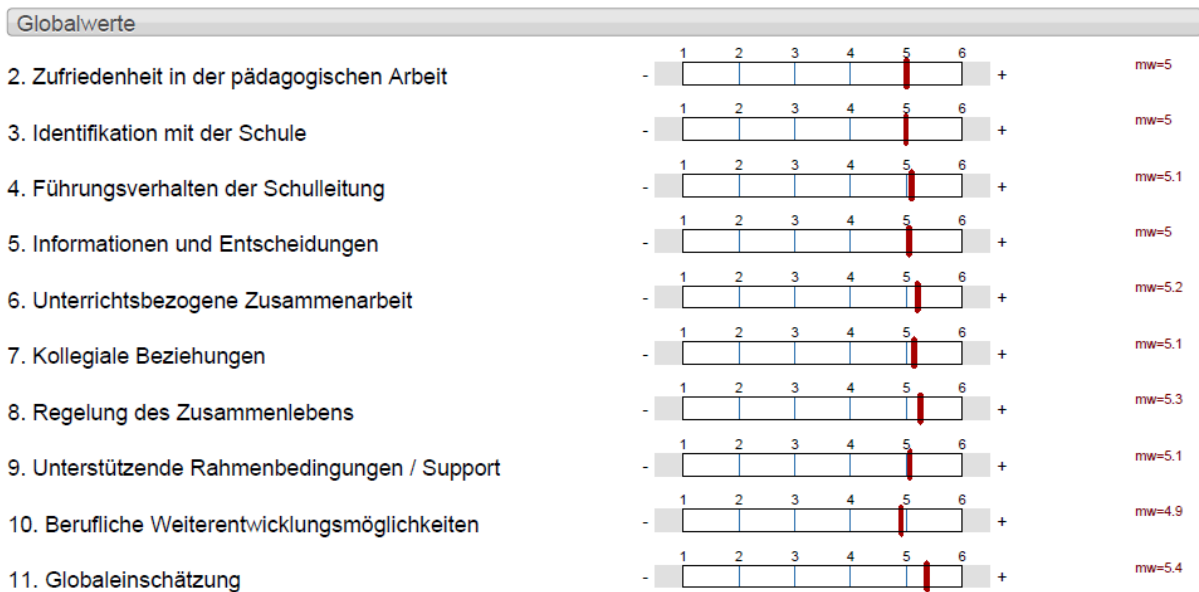 Globalwerte
1 2 3 4 5 6
2. Zufriedenheit in der pädagogischen Arbeit - + mw=5
1 2 3 4 5 6
3. Identifikation mit der Schule - + mw=5
1 2 3 4 5 6
4. Führungsverhalten der Schulleitung - + mw=5.1
1 2 3 4 5 6
5. Informationen und Entscheidungen - + mw=5
1 2 3 4 5 6
6. Unterrichtsbezogene Zusammenarbeit - + mw=5.2
1 2 3 4 5 6
7. Kollegiale Beziehungen - + mw=5.1
1 2 3 4 5 6
8. Regelung des Zusammenlebens - + mw=5.3
1 2 3 4 5 6
9. Unterstützende Rahmenbedingungen / Support - + mw=5.1
1 2 3 4 5 6
10. Berufliche Weiterentwicklungsmöglichkeiten - + mw=4.9
1 2 3 4 5 6
11. Globaleinschätzung - + mw=5.4